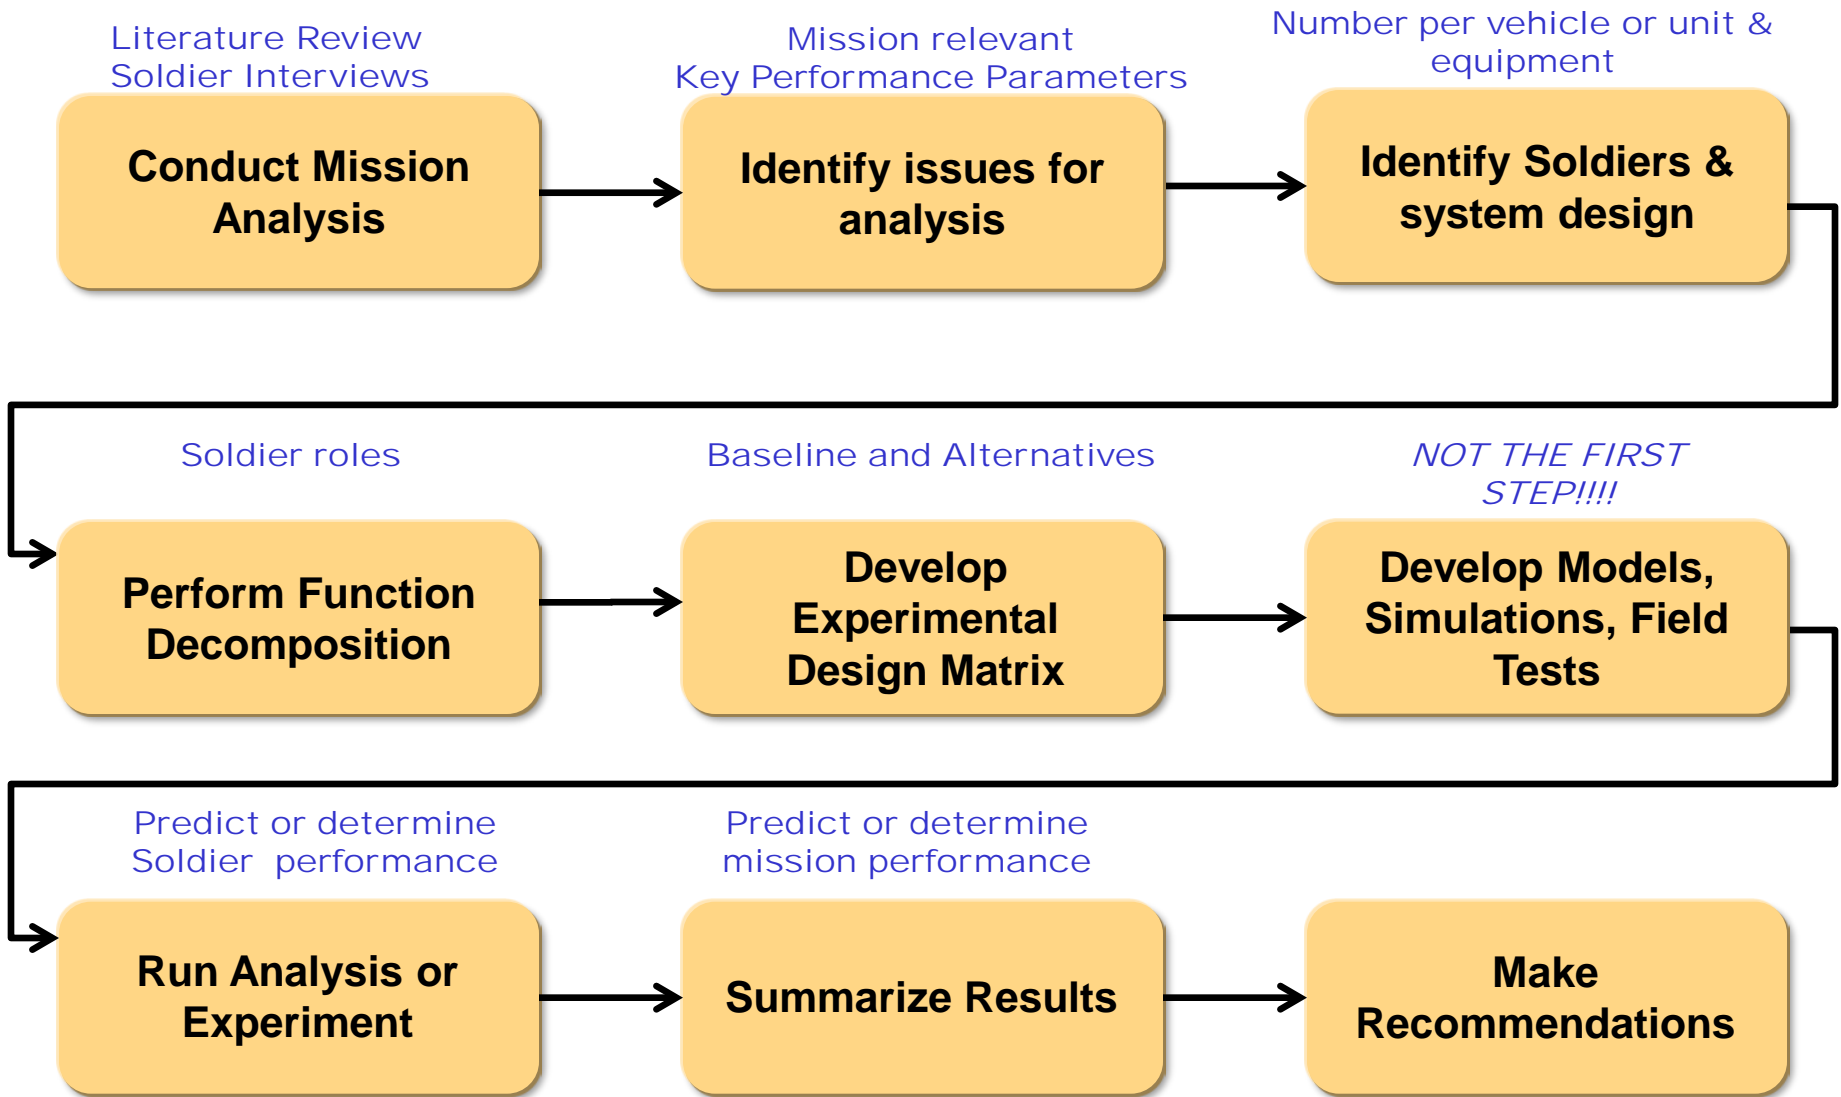 Literature Review
Soldier Interviews
Mission relevant
Key Performance Parameters
Number per vehicle or unit &
equipment
Conduct Mission
Analysis
Identify issues for
analysis
Identify Soldiers &
system design
Soldier roles
Baseline and Alternatives
NOT THE FIRST
STEP!!!!
Perform Function
Decomposition
Develop
Experimental
Design Matrix
Develop Models,
Simulations, Field
Tests
Predict or determine
Soldier performance
Predict or determine
mission performance
Run Analysis or
Experiment
Summarize Results
Make
Recommendations